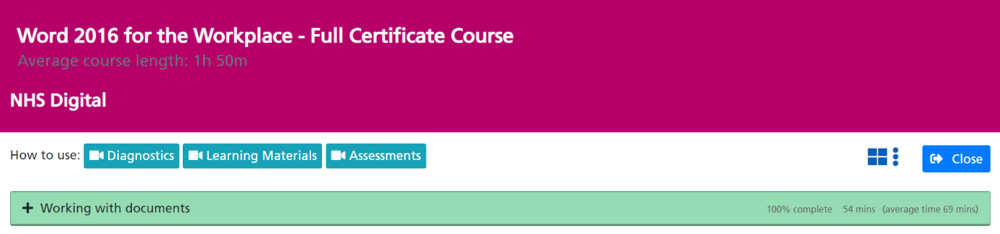 Word 2016 for the Workplace - Full Certificate Course
Average course length: 1h 50m
NHS Digital
How to use: Diagnostics Learning Materials Assessments Close
Working with documents 100% complete 54 mins (average time 69 mins)